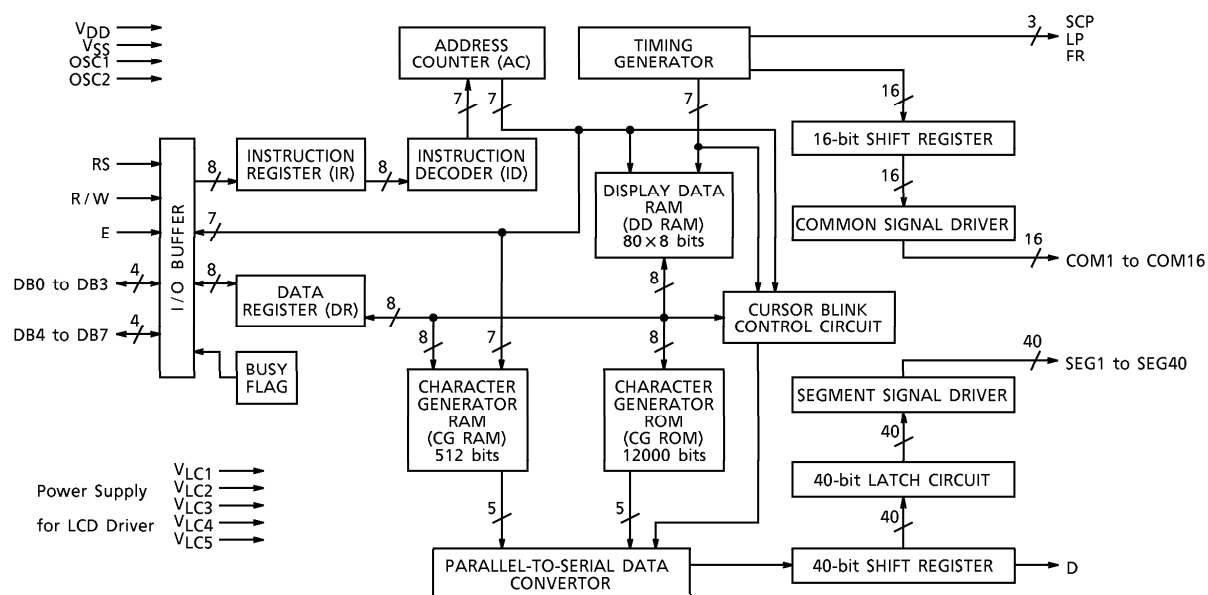 VDD
VSS
OSC1
OSC2
ADDRESS
COUNTER (AC)
TIMING
GENERATOR
3
SCP
LP
FR
7
7
7
16
16-bit SHIFT REGISTER
RS
R / W
E
DB0 to DB3
DB4 to DB7
4
4
I / O BUFFER
8
INSTRUCTION
REGISTER (IR)
8
INSTRUCTION
DECODER (ID)
7
8
DATA
REGISTER (DR)
8
BUSY
FLAG
DISPLAY DATA
RAM
(DD RAM)
80 × 8 bits
8
16
COMMON SIGNAL DRIVER
16
COM1 to COM16
CURSOR BLINK
CONTROL CIRCUIT
8
7
8
CHARACTER
GENERATOR
RAM
(CG RAM)
512 bits
CHARACTER
GENERATOR
ROM
(CG ROM)
12000 bits
40
SEG1 to SEG40
SEGMENT SIGNAL DRIVER
40
40-bit LATCH CIRCUIT
40
Power Supply
for LCD Driver
VLC1
VLC2
VLC3
VLC4
VLC5
5
5
PARALLEL-TO-SERIAL DATA
CONVERTOR
40-bit SHIFT REGISTER
D